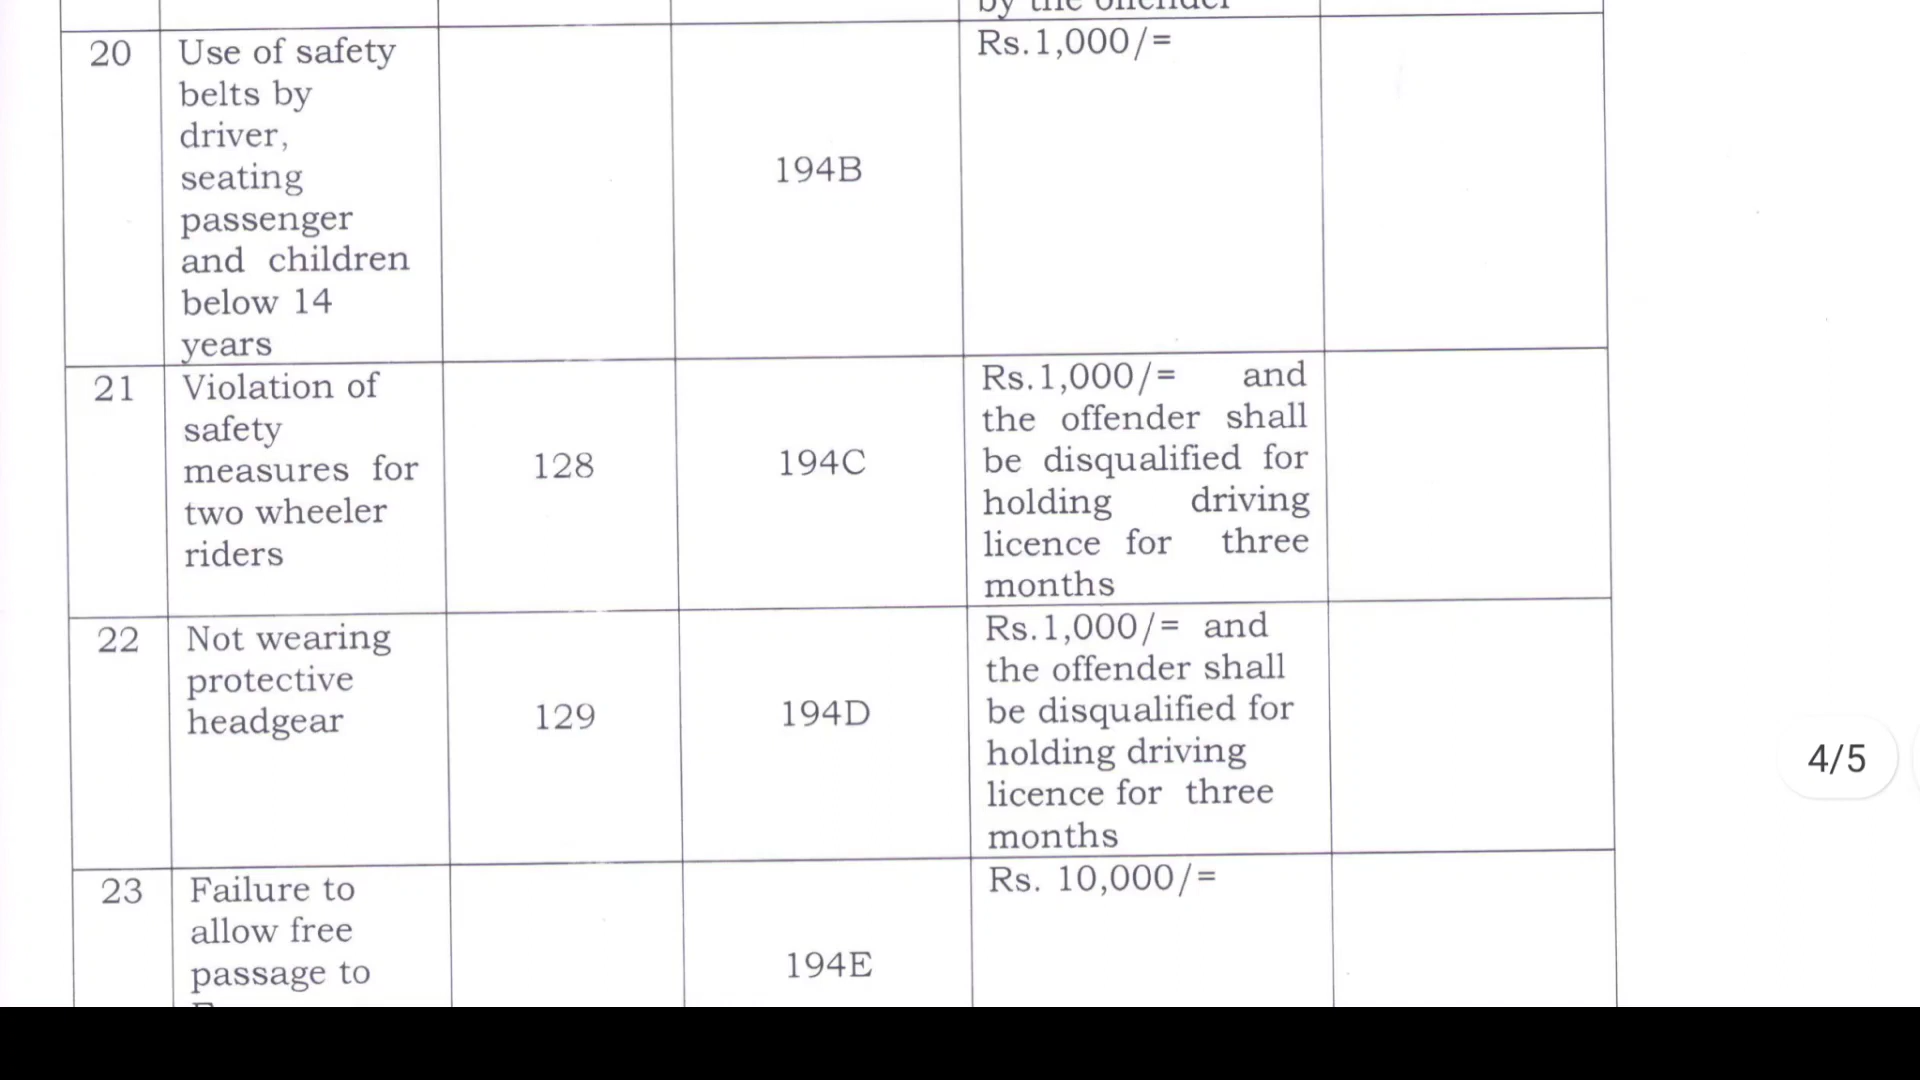 by the offender
20 Use of safety belts by driver, seating passenger and children below 14 years 194B Rs.1,000/=
21 Violation of safety measures for two wheeler riders 128 194C Rs.1,000/= and the offender shall be disqualified for holding driving licence for three months
22 Not wearing protective headgear 129 194D Rs.1,000/= and the offender shall be disqualified for holding driving licence for three months
23 Failure to allow free passage to 194E Rs. 10,000/=
4/5